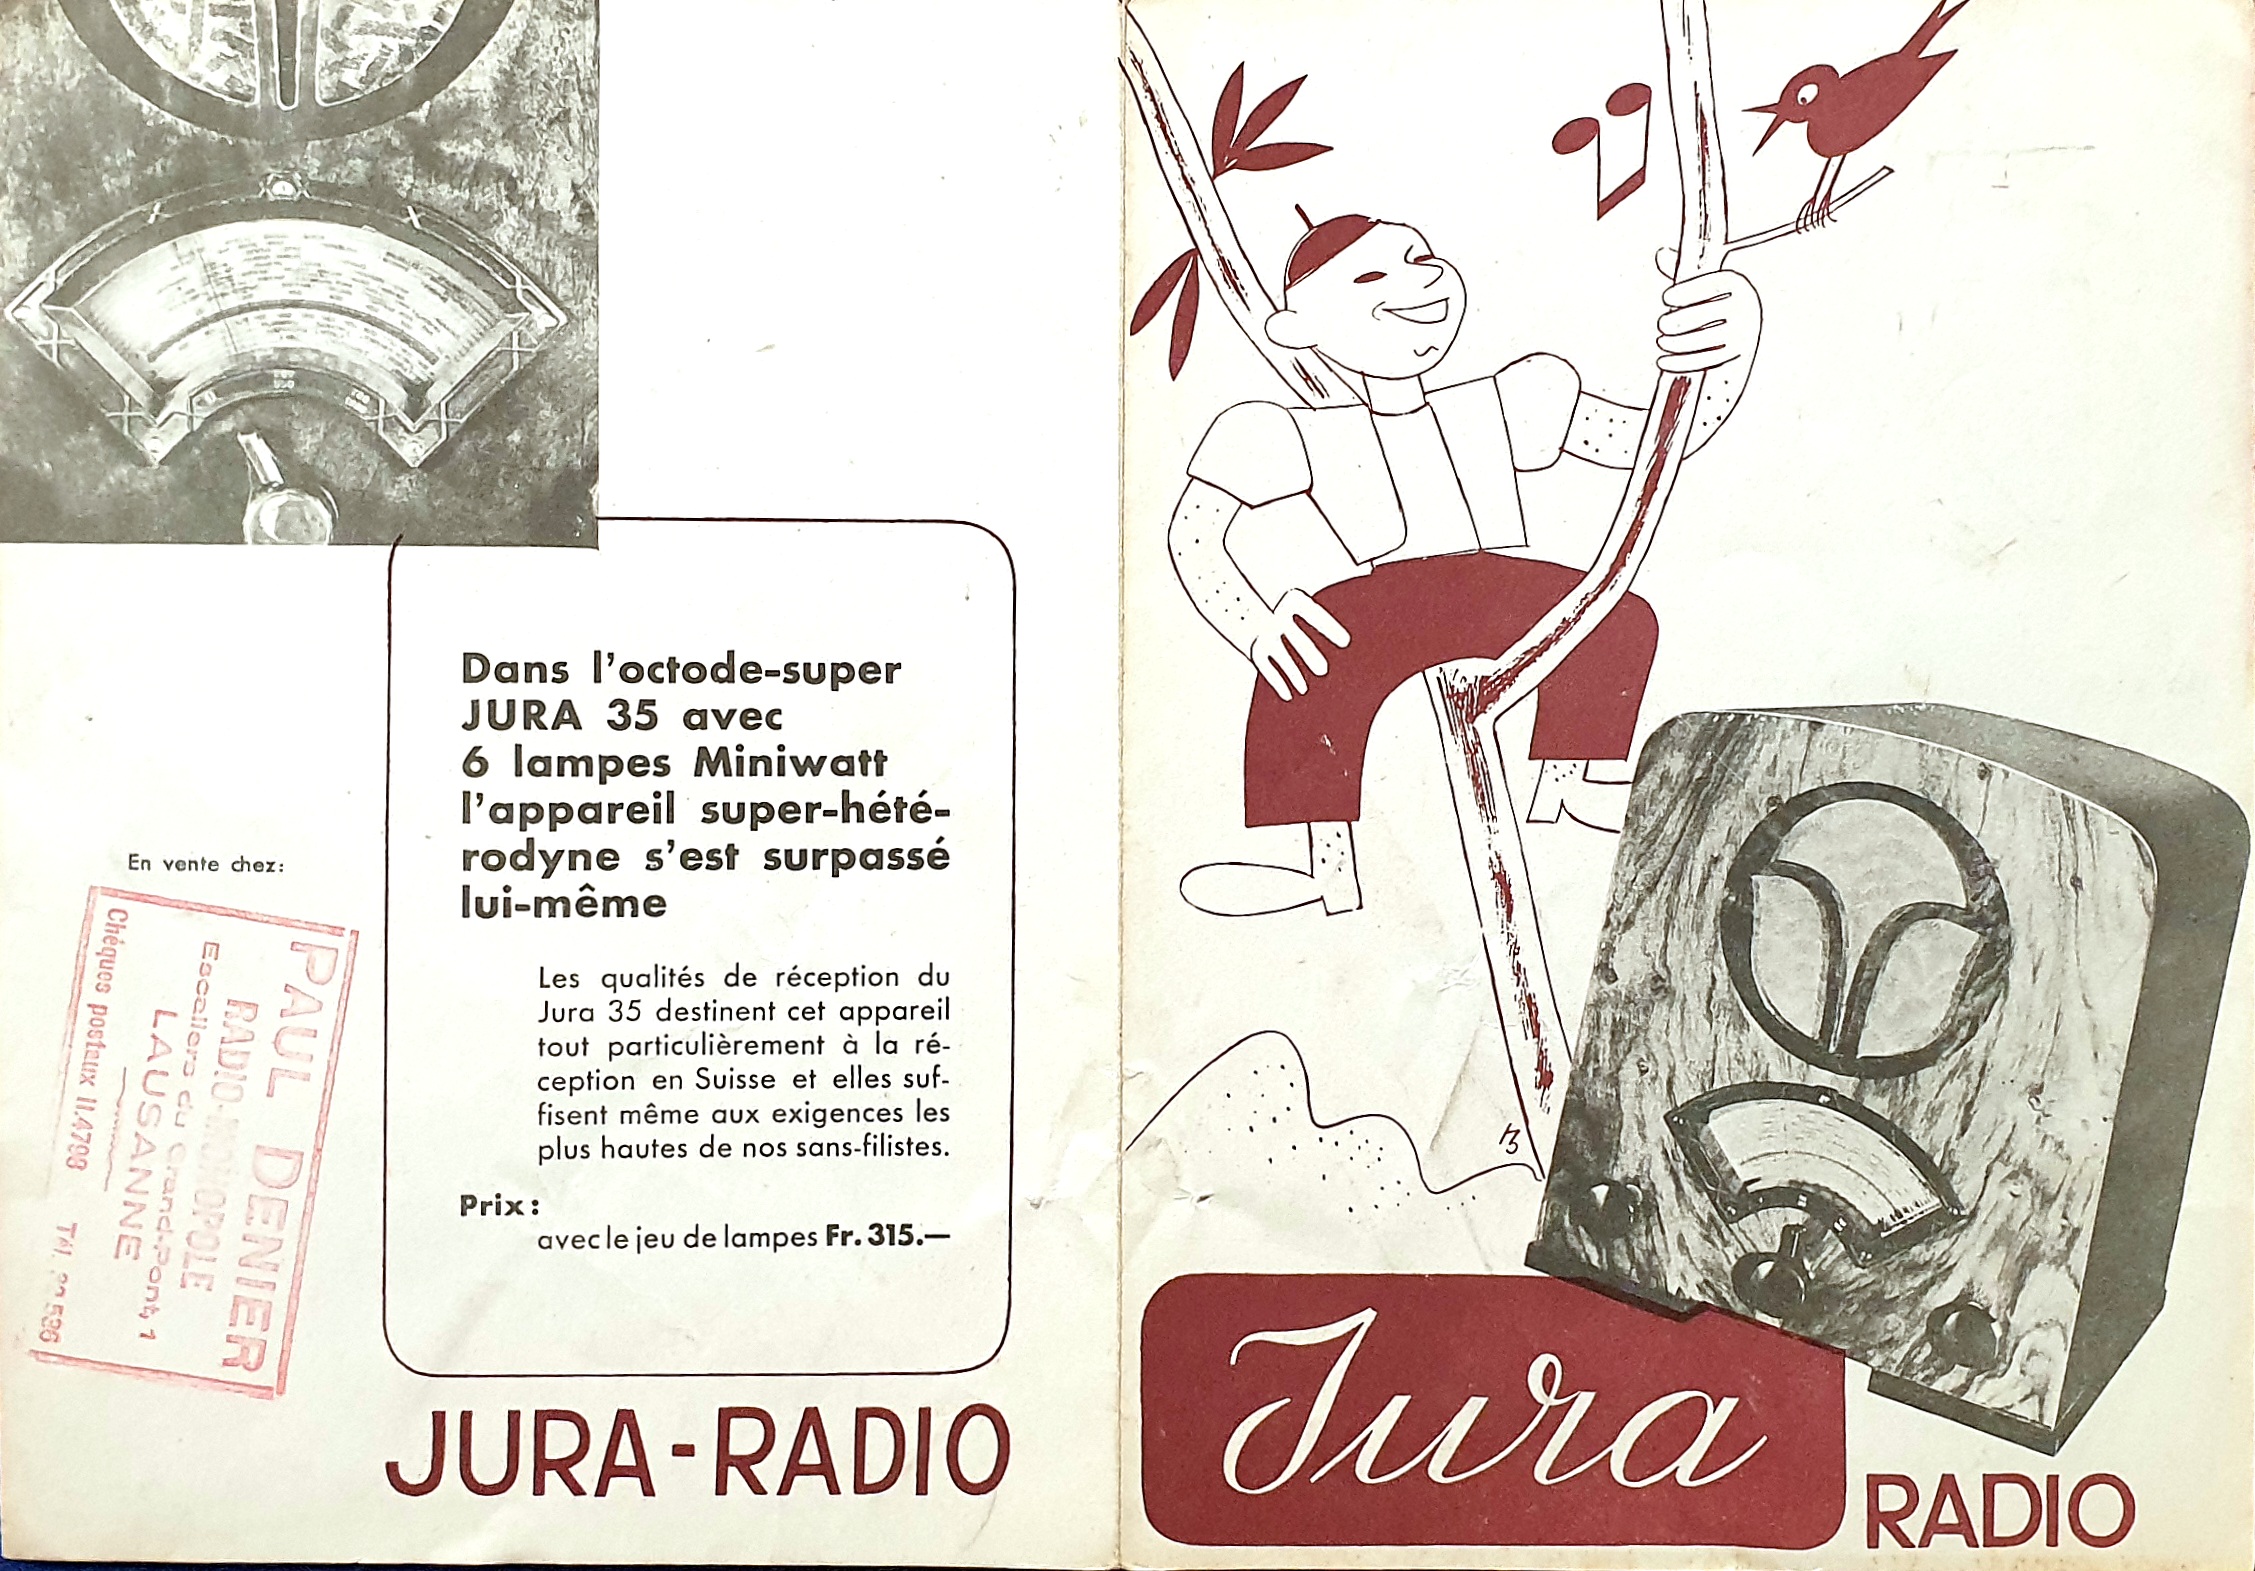 Dans l'octode-super
JURA 35 avec
6 lampes Miniwatt
l'appareil super-hété-
rodyne s'est surpassé
lui-même
Les qualités de réception du
Jura 35 destinent cet appareil
tout particulièrement à la ré-
ception en Suisse et elles suf-
fisent même aux exigences les
plus hautes de nos sans-filistes.
Prix:
avec le jeu de lampes Fr. 315.—
En vente chez:
PAUL DENIER
RADIO-MONOPOLE
Escaliers du Grand-Pont, 1
LAUSANNE
Chéques postaux II.4798 Tél.
JURA-RADIO
Jura
RADIO